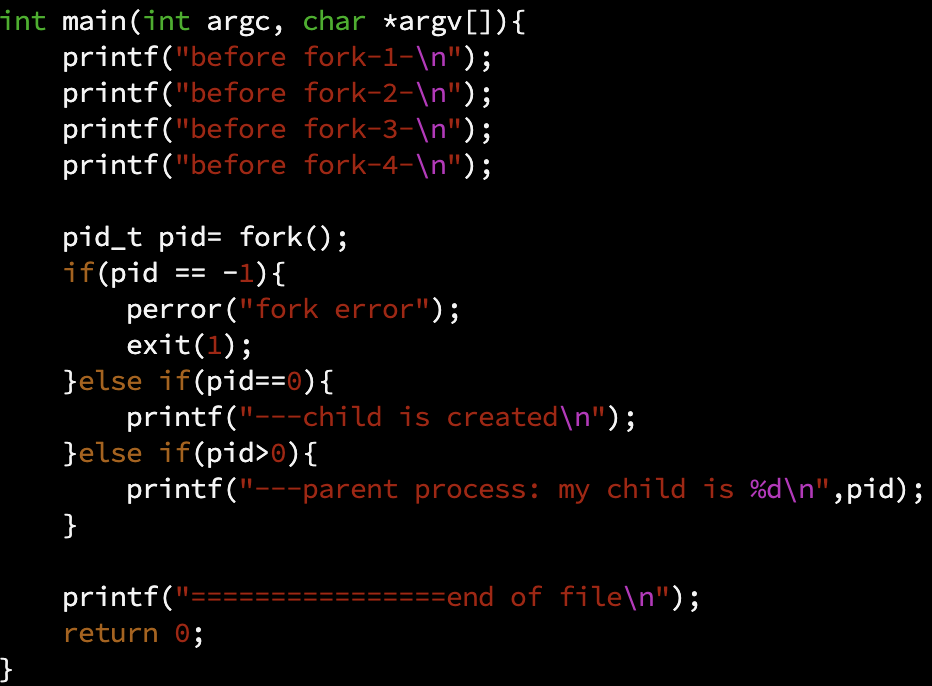 int main(int argc, char *argv[]){
    printf("before fork-1-\n");
    printf("before fork-2-\n");
    printf("before fork-3-\n");
    printf("before fork-4-\n");

    pid_t pid= fork();
    if(pid == -1){
        perror("fork error");
        exit(1);
    }else if(pid==0){
        printf("---child is created\n");
    }else if(pid>0){
        printf("---parent process: my child is %d\n",pid);
    }

    printf("================end of file\n");
    return 0;
}